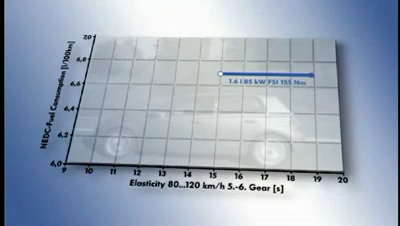 7,0
6,8
6,6
6,4
6,2
6,0
NEDC-Fuel Consumption [l/100km]
1.6 l 85 kW FSI 155 Nm
9 10 11 12 13 14 15 16 17 18 19 20
Elasticity 80...120 km/h 5.-6. Gear [s]